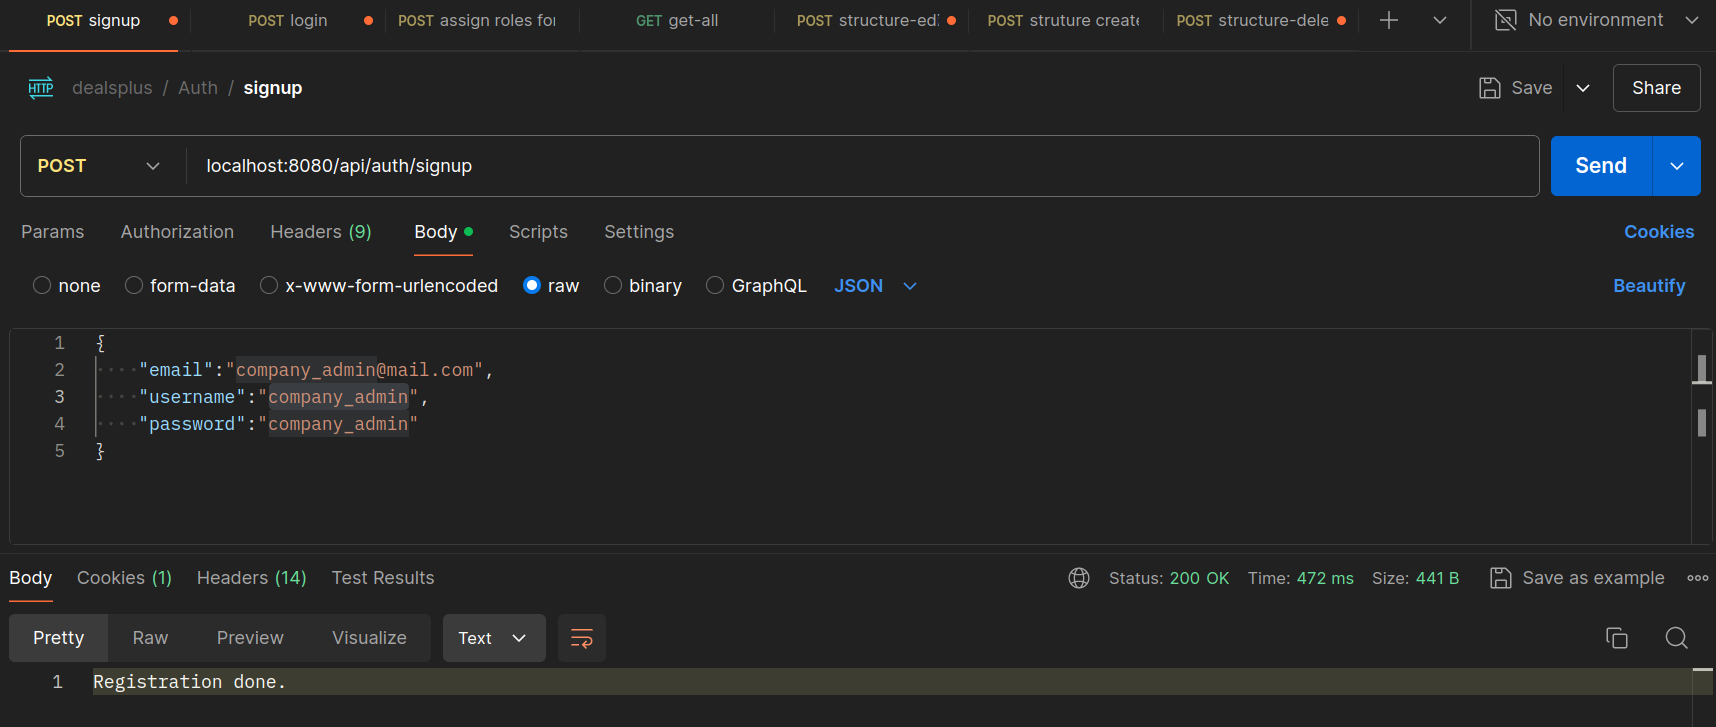 POST signup POST login POST assign roles for GET get-all POST structure-ed POST struture create POST structure-dele No environment
HTTP dealsplus / Auth / signup Save Share
POST localhost:8080/api/auth/signup Send
Params Authorization Headers (9) Body Scripts Settings Cookies
none form-data x-www-form-urlencoded raw binary GraphQL JSON Beautify
1 {
2 "email":"company_admin@mail.com",
3 "username":"company_admin",
4 "password":"company_admin"
5 }
Body Cookies (1) Headers (14) Test Results Status: 200 OK Time: 472 ms Size: 441 B Save as example
Pretty Raw Preview Visualize Text
1 Registration done.